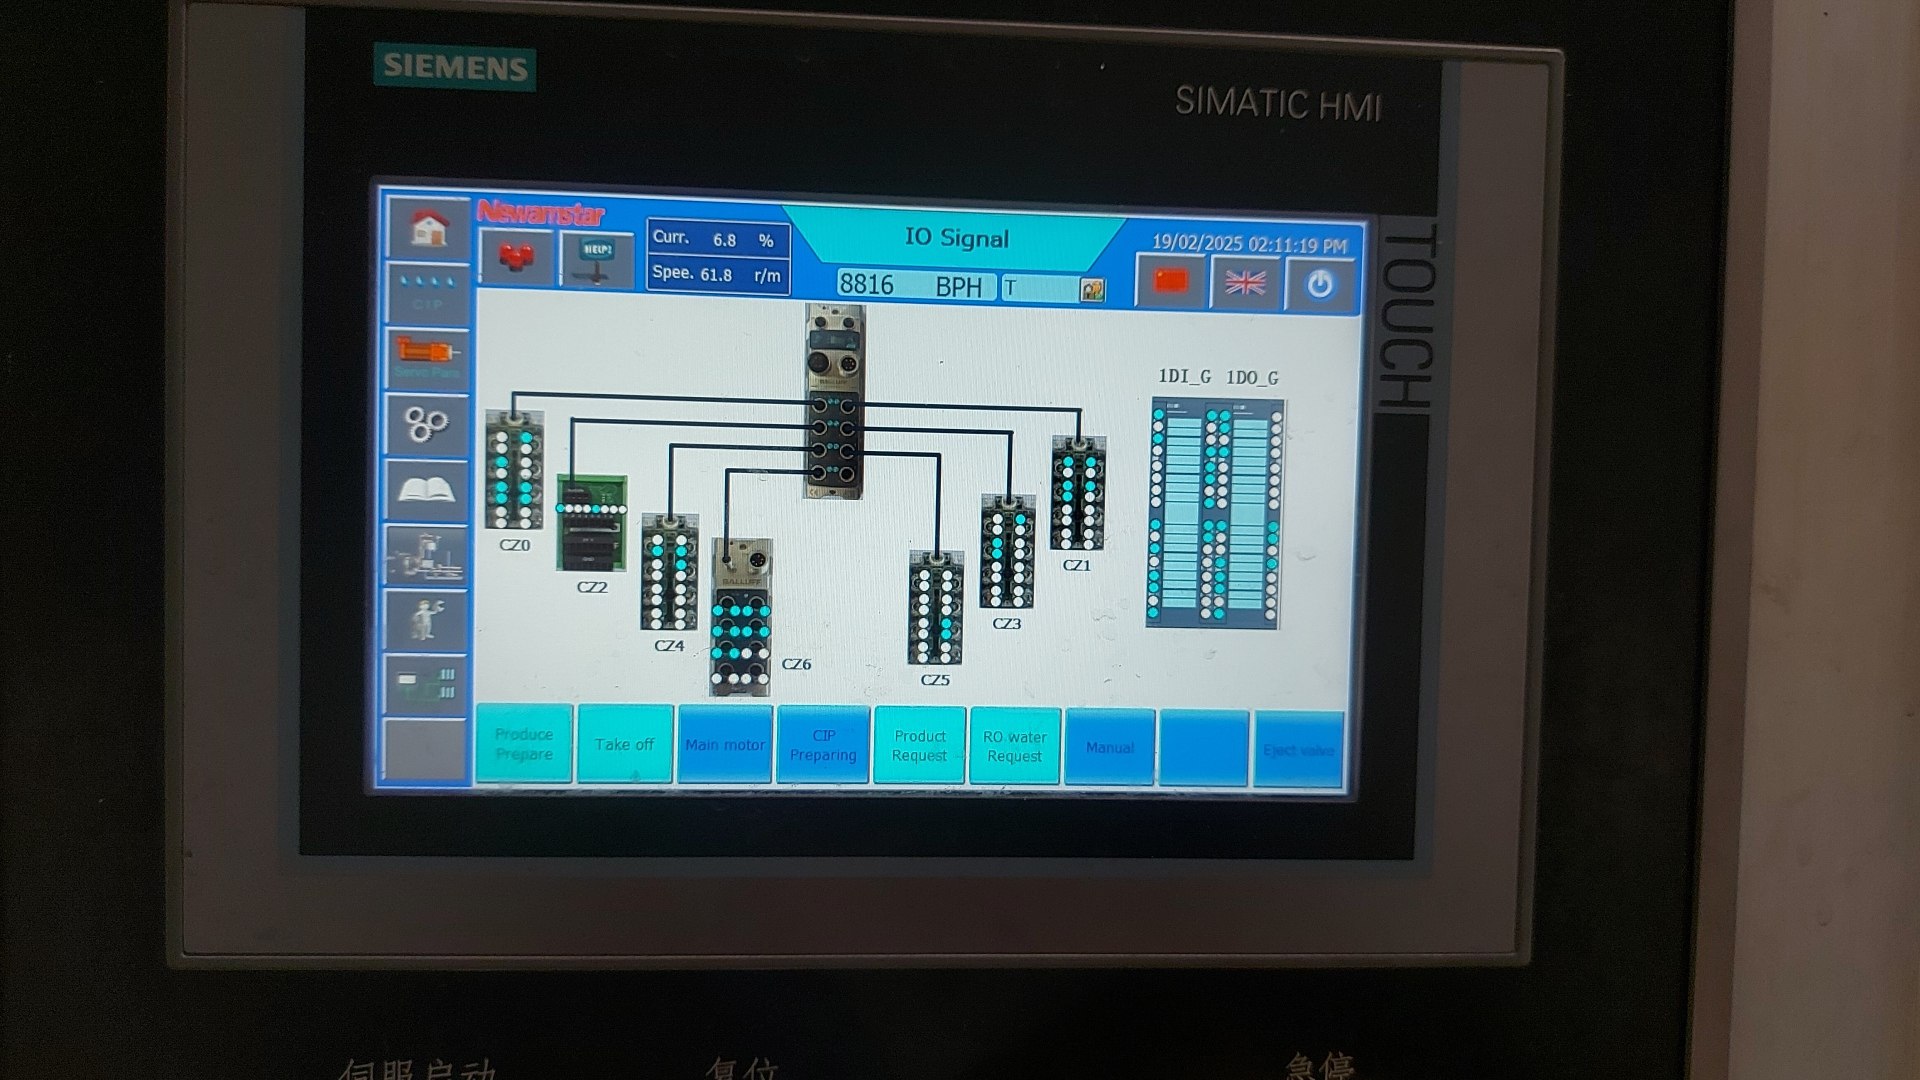 SIEMENS
SIMATIC HMI
TOUCH
Newamstar
Curr. 6.8 %
Spee. 61.8 r/m
IO Signal
19/02/2025 02:11:19 PM
HELP?
8816 BPH
T
CIP
Servo Para
1DI_G 1DO_G
BALLUFF
CZ0
CZ2
CZ4
BALLUFF
CZ6
CZ5
CZ3
CZ1
Produce Prepare
Take off
Main motor
CIP Preparing
Product Request
RO water Request
Manual
Eject valve
伺服启动
复位
急停